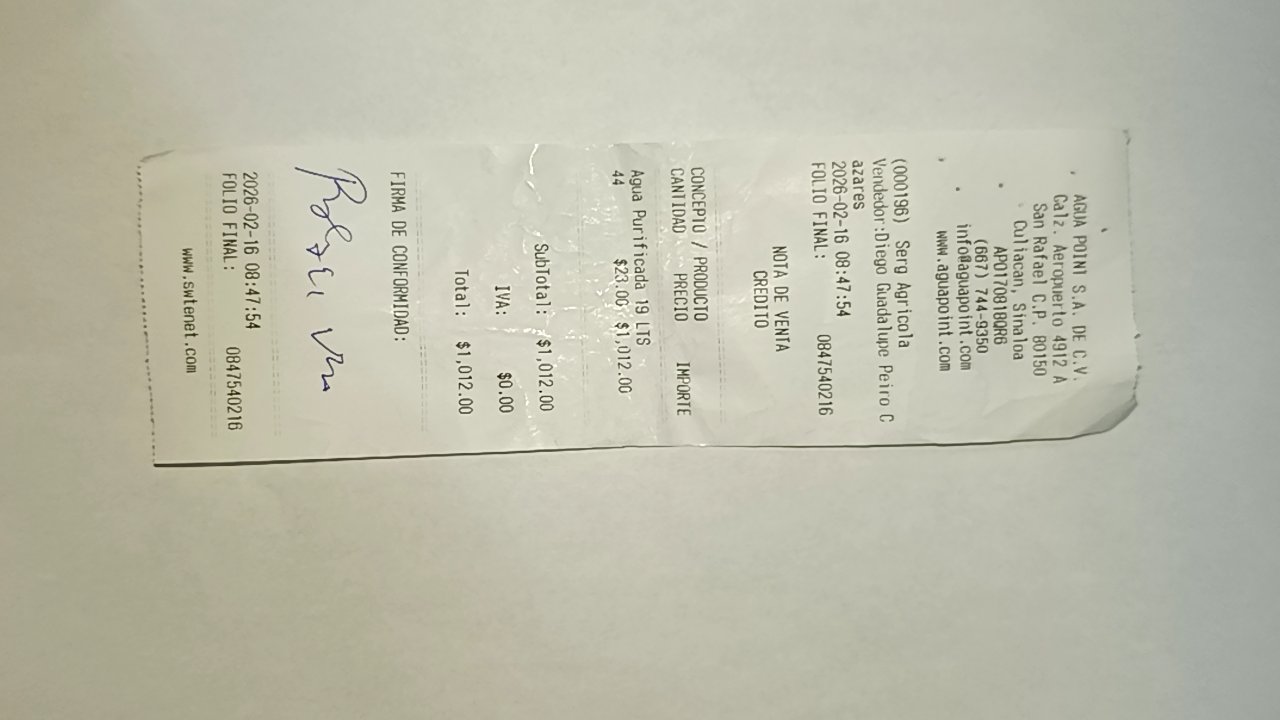 AGUA POINT S.A. DE C.V.
Calz. Aeropuerto 4912 A
San Rafael C.P. 80150
Culiacan, Sinaloa
APO170818QR6
(667) 744-9350
info@aguapoint.com
www.aguapoint.com
(000196) Serg Agricola
Vendedor:Diego Guadalupe Peiro C
azares
2026-02-16 08:47:54
FOLIO FINAL: 0847540216
NOTA DE VENTA
CREDITO
CONCEPTO / PRODUCTO
CANTIDAD PRECIO IMPORTE
Agua Purificada 19 LTS
44 $23.00 $1,012.00
SubTotal: $1,012.00
IVA: $0.00
Total: $1,012.00
FIRMA DE CONFORMIDAD:
2026-02-16 08:47:54
FOLIO FINAL: 0847540216
www.swtenet.com